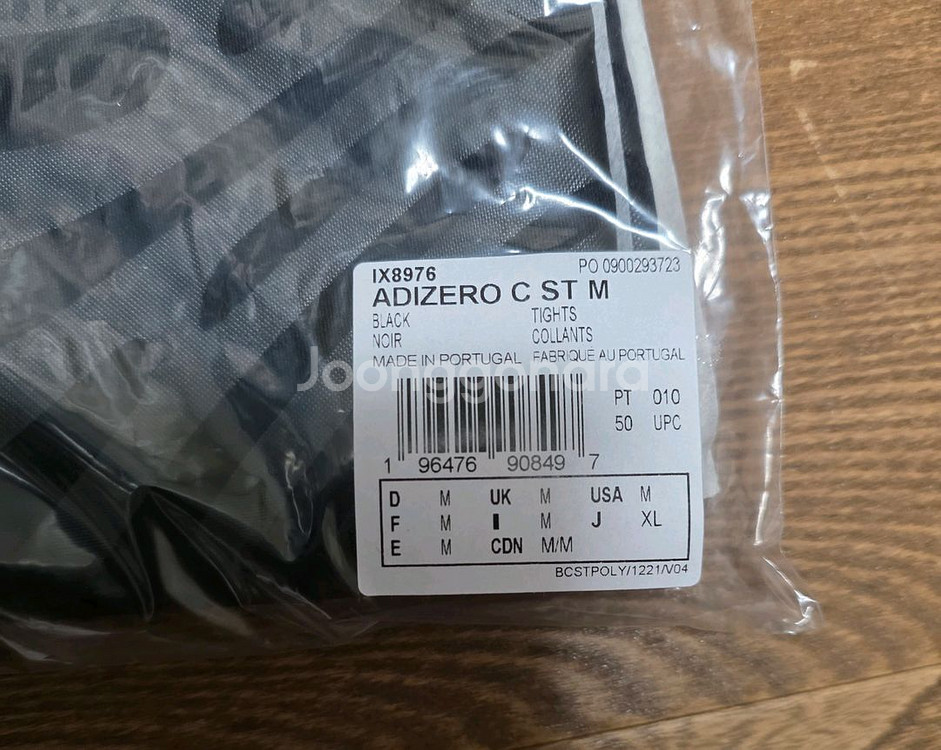 IX8976 PO 0900293723
ADIZERO C ST M
BLACK TIGHTS
NOIR COLLANTS
MADE IN PORTUGAL FABRIQUE AU PORTUGAL
Joonggonara
PT 010
50 UPC
1 96476 90849 7
D M UK M USA M
F M I M J XL
E M CDN M/M
BCSTPOLY/1221/V04